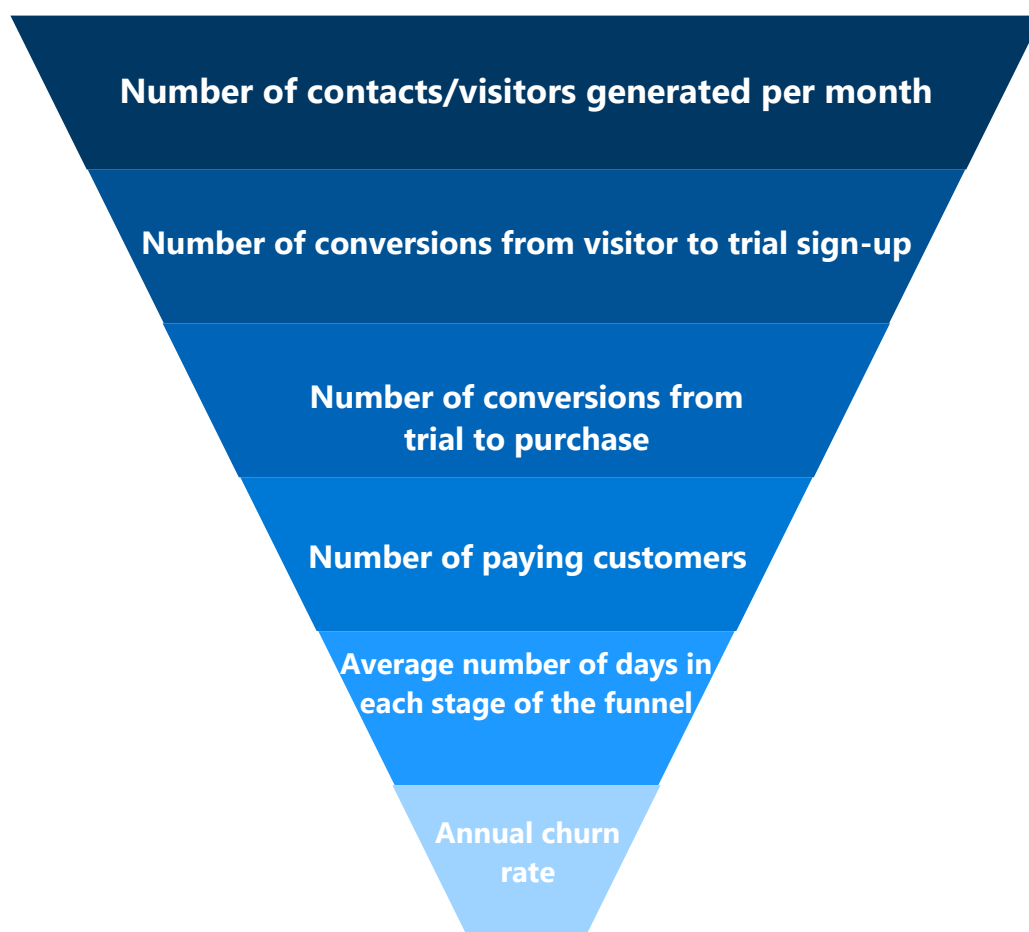 Number of contacts/visitors generated per month
Number of conversions from visitor to trial sign-up
Number of conversions from
trial to purchase
Number of paying customers
Average number of days in
each stage of the funnel
Annual churn
rate